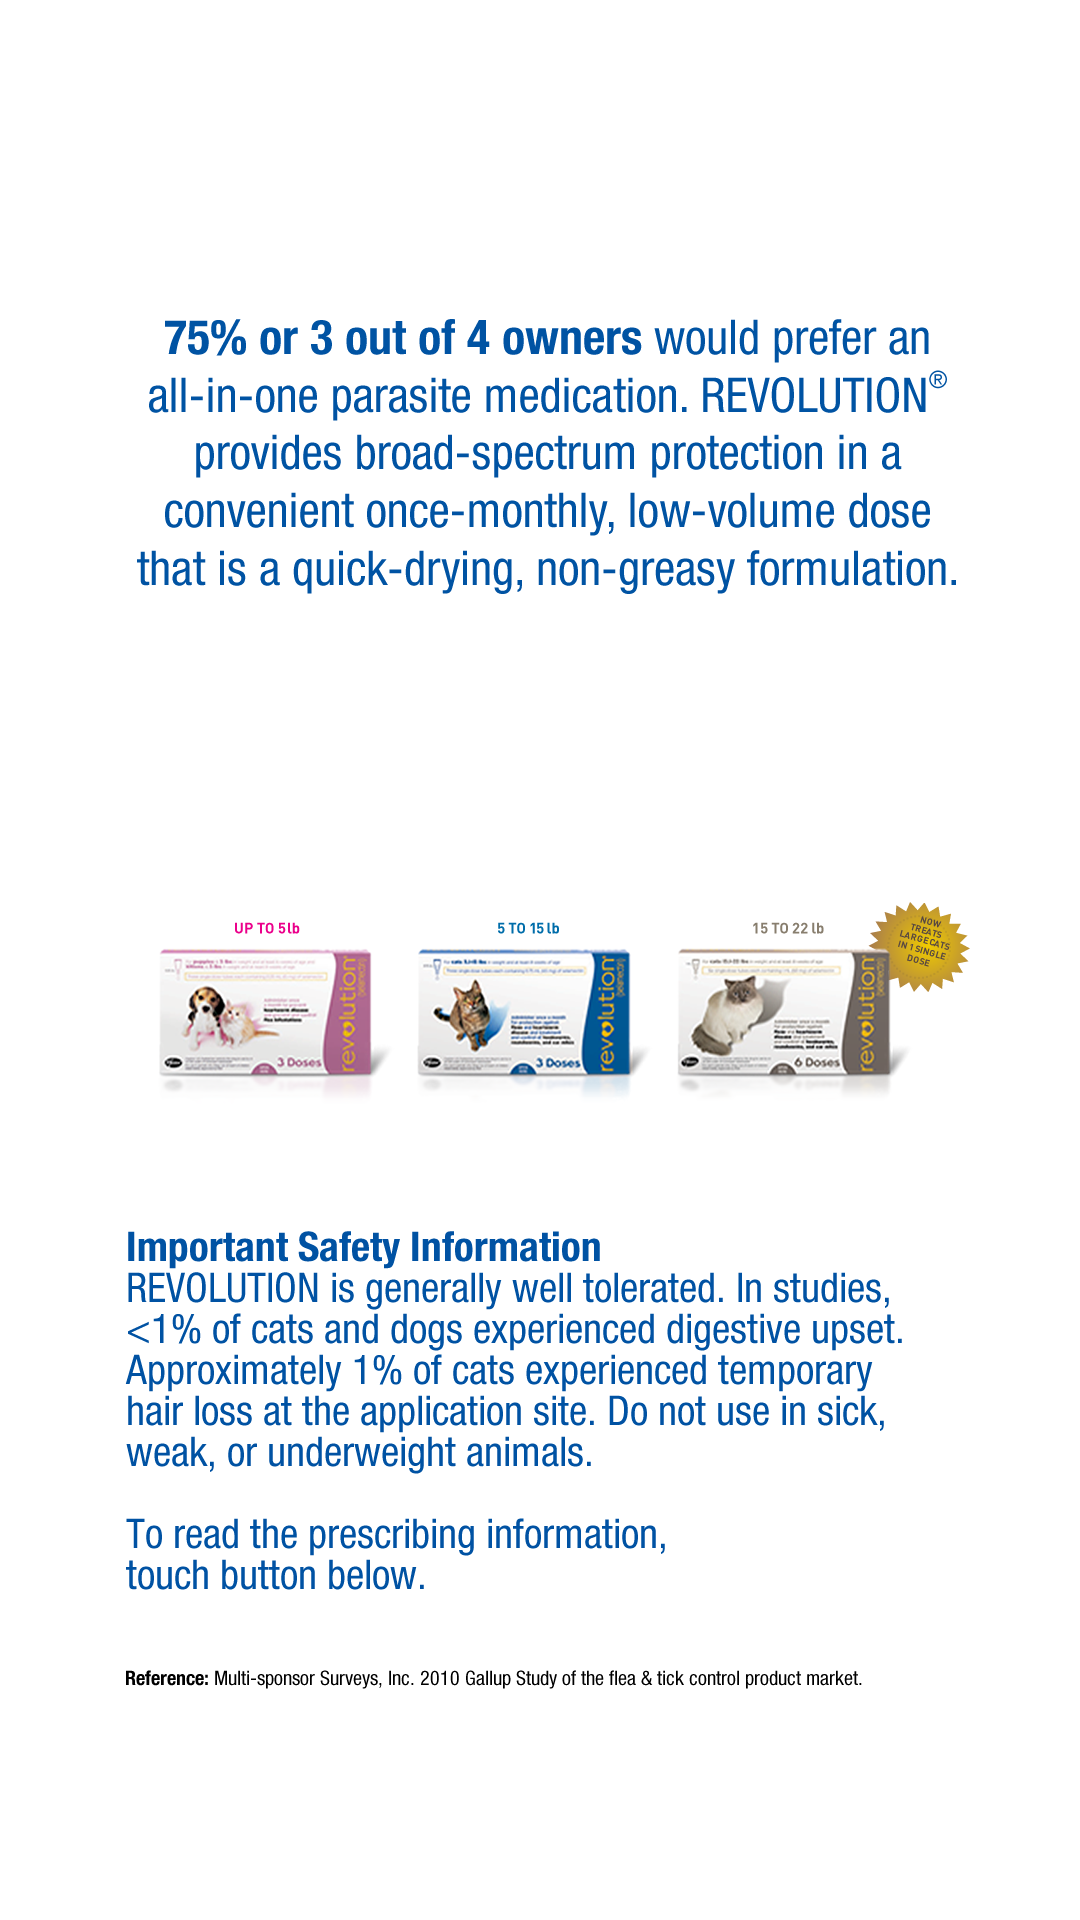 75% or 3 out of 4 owners would prefer an
all-in-one parasite medication. REVOLUTION®
provides broad-spectrum protection in a
convenient once-monthly, low-volume dose
that is a quick-drying, non-greasy formulation.
UP TO 5lb
5 TO 15 lb
15 TO 22 lb
NOW
TREATS
LARGE CATS
IN 1 SINGLE
DOSE
revolution
3 Doses
revolution
3 Doses
revolution
6 Doses
Important Safety Information
REVOLUTION is generally well tolerated. In studies,
<1% of cats and dogs experienced digestive upset.
Approximately 1% of cats experienced temporary
hair loss at the application site. Do not use in sick,
weak, or underweight animals.
To read the prescribing information,
touch button below.
Reference: Multi-sponsor Surveys, Inc. 2010 Gallup Study of the flea & tick control product market.